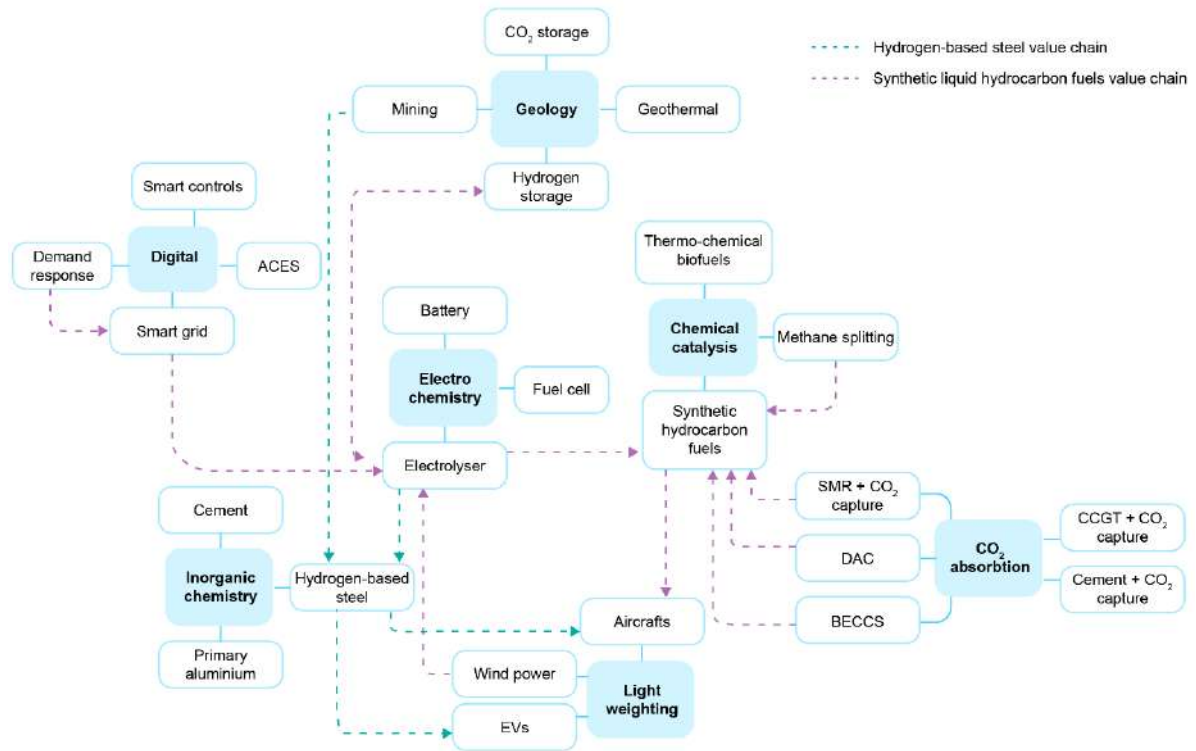 CO₂ storage
Hydrogen-based steel value chain
Synthetic liquid hydrocarbon fuels value chain
Mining
Geology
Geothermal
Hydrogen
storage
Smart controls
Demand
response
Digital
ACES
Smart grid
Thermo-chemical
biofuels
Battery
Chemical
catalysis
Methane splitting
Electro
chemistry
Fuel cell
Synthetic
hydrocarbon
fuels
Electrolyser
SMR + CO₂
capture
Cement
CCGT + CO₂
capture
CO₂
absorbtion
DAC
Inorganic
chemistry
Hydrogen-based
steel
Cement + CO₂
capture
Aircrafts
BECCS
Primary
aluminium
Wind power
Light
weighting
EVs